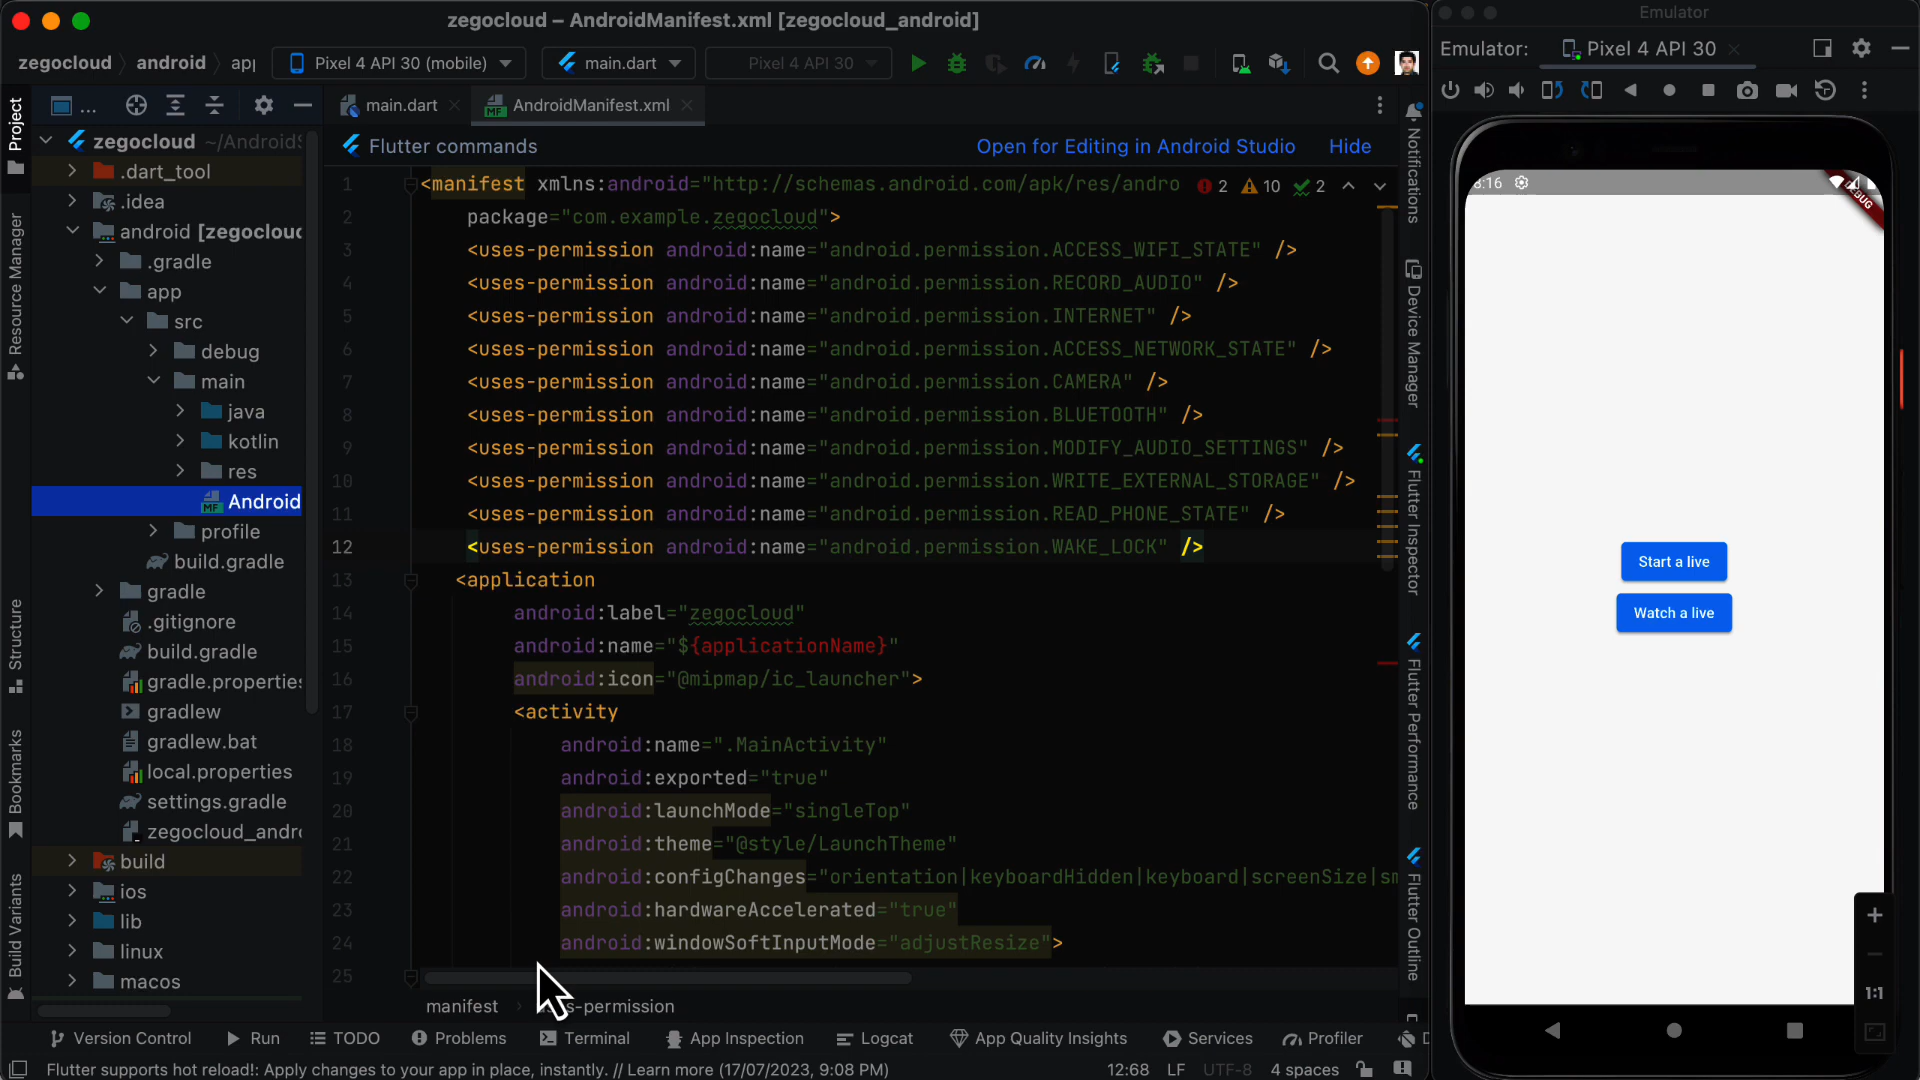 zegocloud – AndroidManifest.xml [zegocloud_android]
Emulator
zegocloud android app
Pixel 4 API 30 (mobile)
main.dart
Pixel 4 API 30
Emulator: Pixel 4 API 30
main.dart
AndroidManifest.xml
Project
Resource Manager
Structure
Bookmarks
Build Variants
zegocloud ~/AndroidS
.dart_tool
.idea
android [zegocloud
.gradle
app
src
debug
main
java
kotlin
res
Android
profile
build.gradle
gradle
.gitignore
build.gradle
gradle.properties
gradlew
gradlew.bat
local.properties
settings.gradle
zegocloud_andro
build
ios
lib
linux
macos
Flutter commands
Open for Editing in Android Studio
Hide
2 10 2
1 <manifest xmlns:android="http://schemas.android.com/apk/res/andro
2 package="com.example.zegocloud">
3 <uses-permission android:name="android.permission.ACCESS_WIFI_STATE" />
4 <uses-permission android:name="android.permission.RECORD_AUDIO" />
5 <uses-permission android:name="android.permission.INTERNET" />
6 <uses-permission android:name="android.permission.ACCESS_NETWORK_STATE" />
7 <uses-permission android:name="android.permission.CAMERA" />
8 <uses-permission android:name="android.permission.BLUETOOTH" />
9 <uses-permission android:name="android.permission.MODIFY_AUDIO_SETTINGS" />
10 <uses-permission android:name="android.permission.WRITE_EXTERNAL_STORAGE" />
11 <uses-permission android:name="android.permission.READ_PHONE_STATE" />
12 <uses-permission android:name="android.permission.WAKE_LOCK" />
13 <application
14 android:label="zegocloud"
15 android:name="${applicationName}"
16 android:icon="@mipmap/ic_launcher">
17 <activity
18 android:name=".MainActivity"
19 android:exported="true"
20 android:launchMode="singleTop"
21 android:theme="@style/LaunchTheme"
22 android:configChanges="orientation|keyboardHidden|keyboard|screenSize|sm
23 android:hardwareAccelerated="true"
24 android:windowSoftInputMode="adjustResize">
25
manifest
s-permission
Notifications
Device Manager
Flutter Inspector
Flutter Performance
Flutter Outline
8:16
DEBUG
Start a live
Watch a live
1:1
Version Control
Run
TODO
Problems
Terminal
App Inspection
Logcat
App Quality Insights
Services
Profiler
D
Flutter supports hot reload!: Apply changes to your app in place, instantly. // Learn more (17/07/2023, 9:08 PM)
12:68
LF
UTF-8
4 spaces